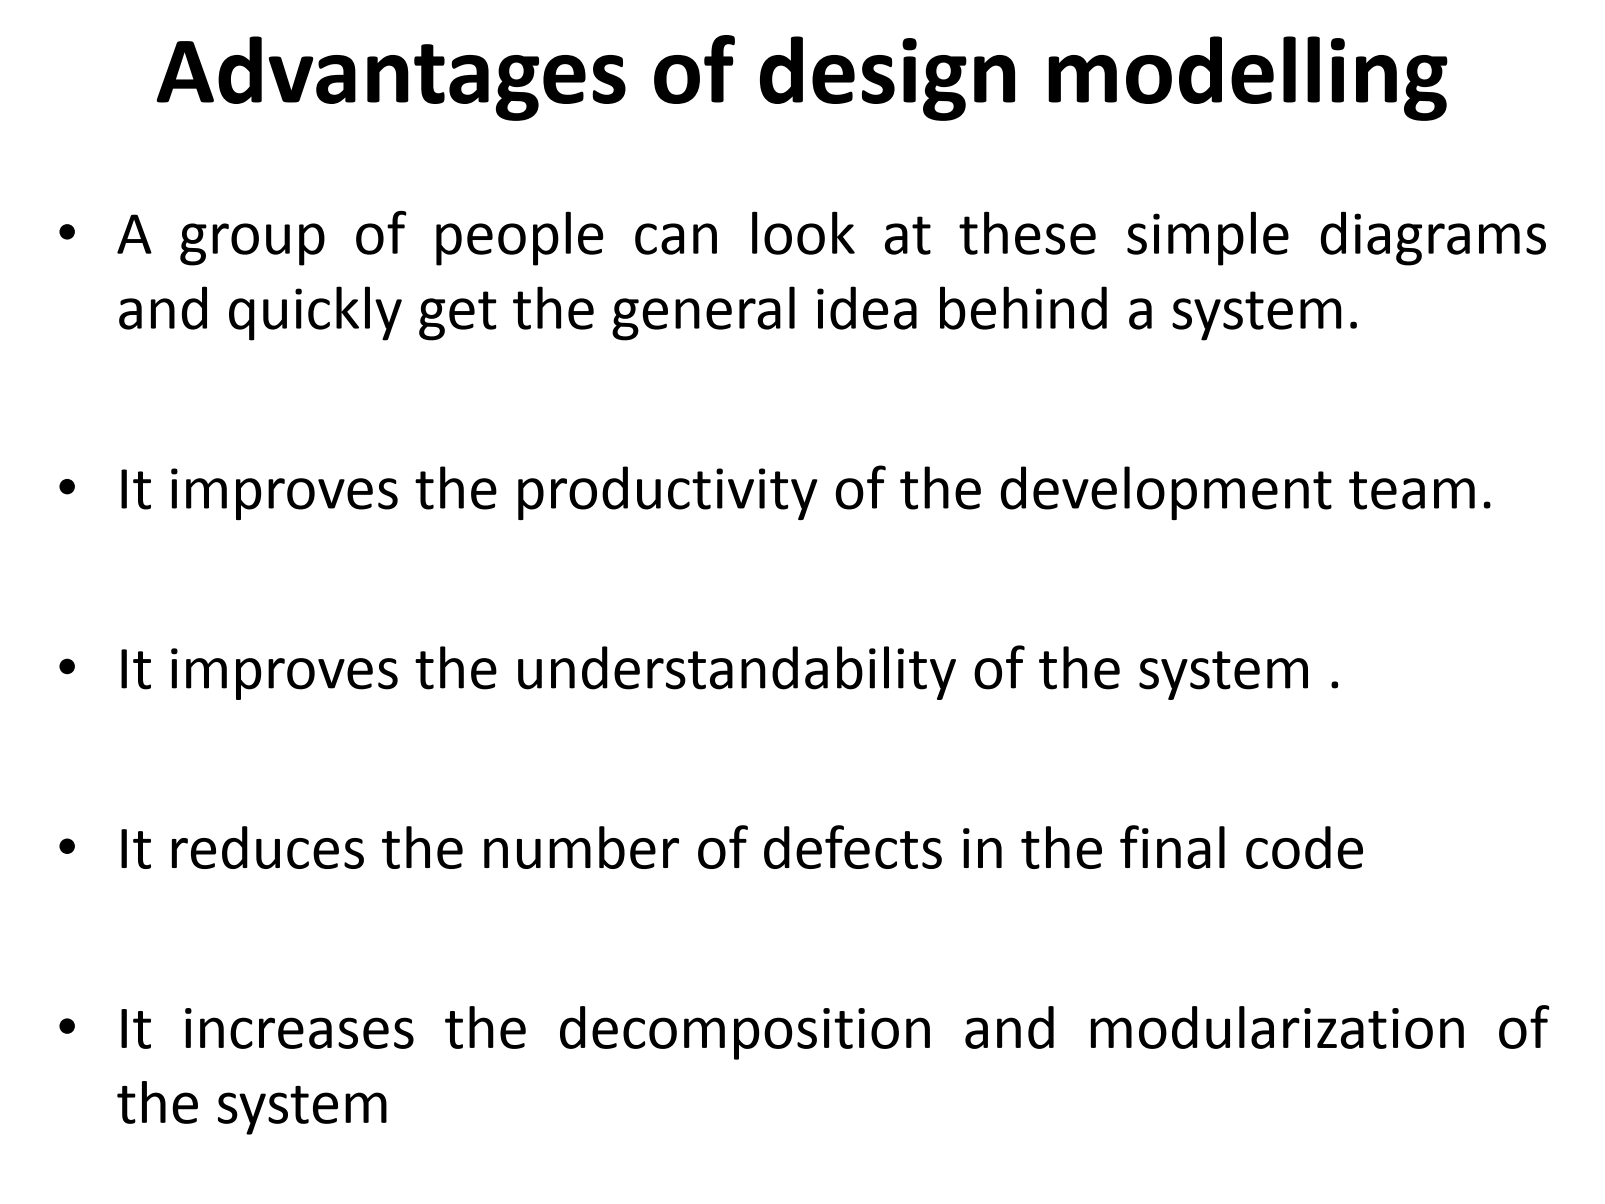 Advantages of design modelling
• A group of people can look at these simple diagrams
and quickly get the general idea behind a system.
• It improves the productivity of the development team.
• It improves the understandability of the system .
• It reduces the number of defects in the final code
• It increases the decomposition and modularization of
the system